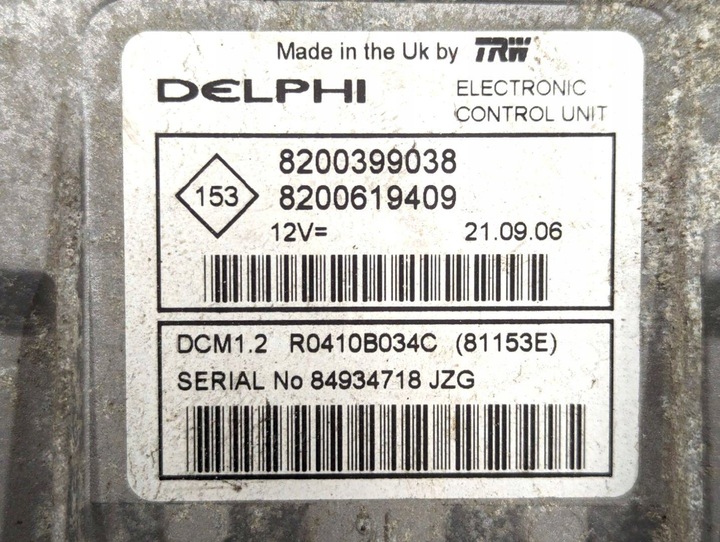 Made in the Uk by TRW
DELPHI
ELECTRONIC
CONTROL UNIT
153
8200399038
8200619409
12V= 21.09.06
DCM1.2 R0410B034C (81153E)
SERIAL No 84934718 JZG